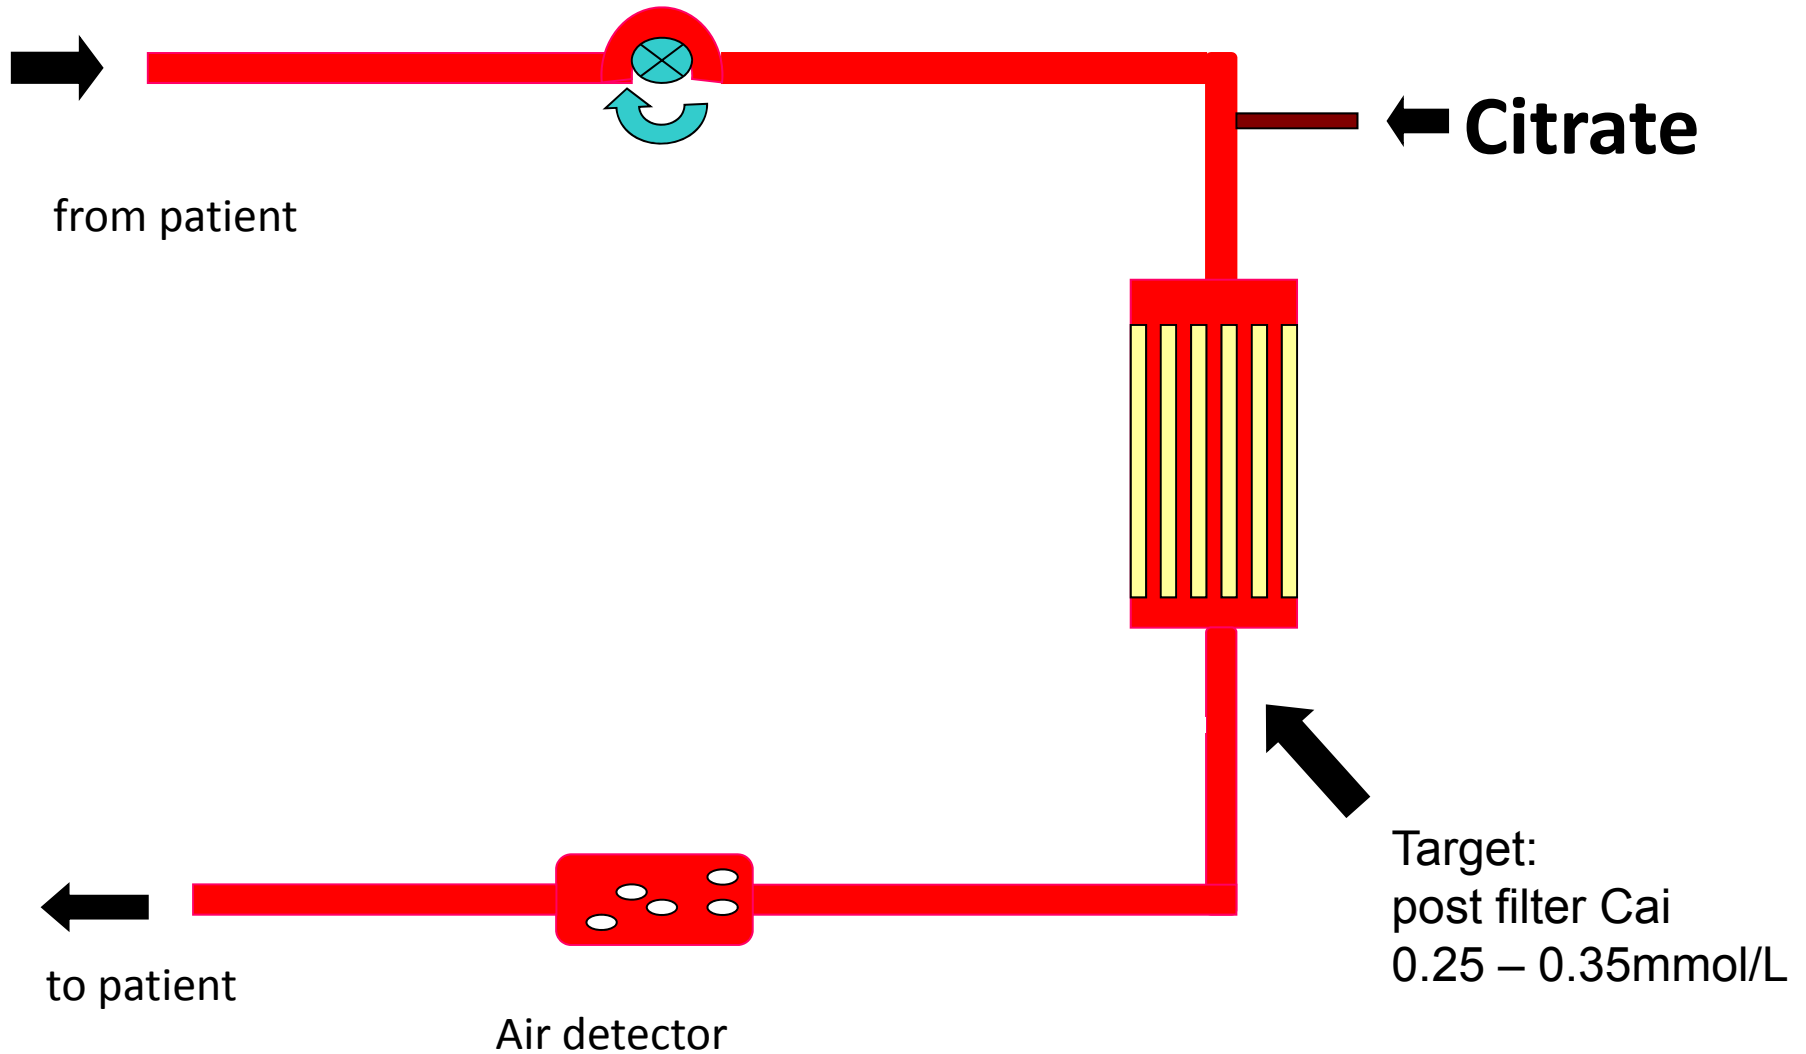 Citrate
from patient
Target:
post filter Cai
0.25 – 0.35mmol/L
to patient
Air detector